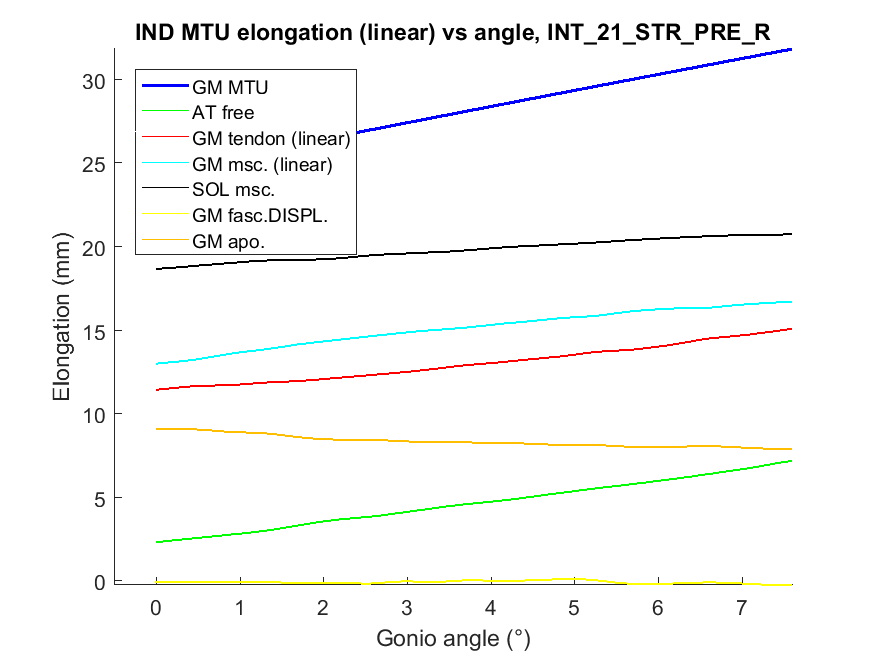 IND MTU elongation (linear) vs angle, INT_21_STR_PRE_R
GM MTU
AT free
GM tendon (linear)
GM msc. (linear)
SOL msc.
GM fasc.DISPL.
GM apo.
30
25
20
15
10
5
0
Elongation (mm)
0 1 2 3 4 5 6 7
Gonio angle (°)